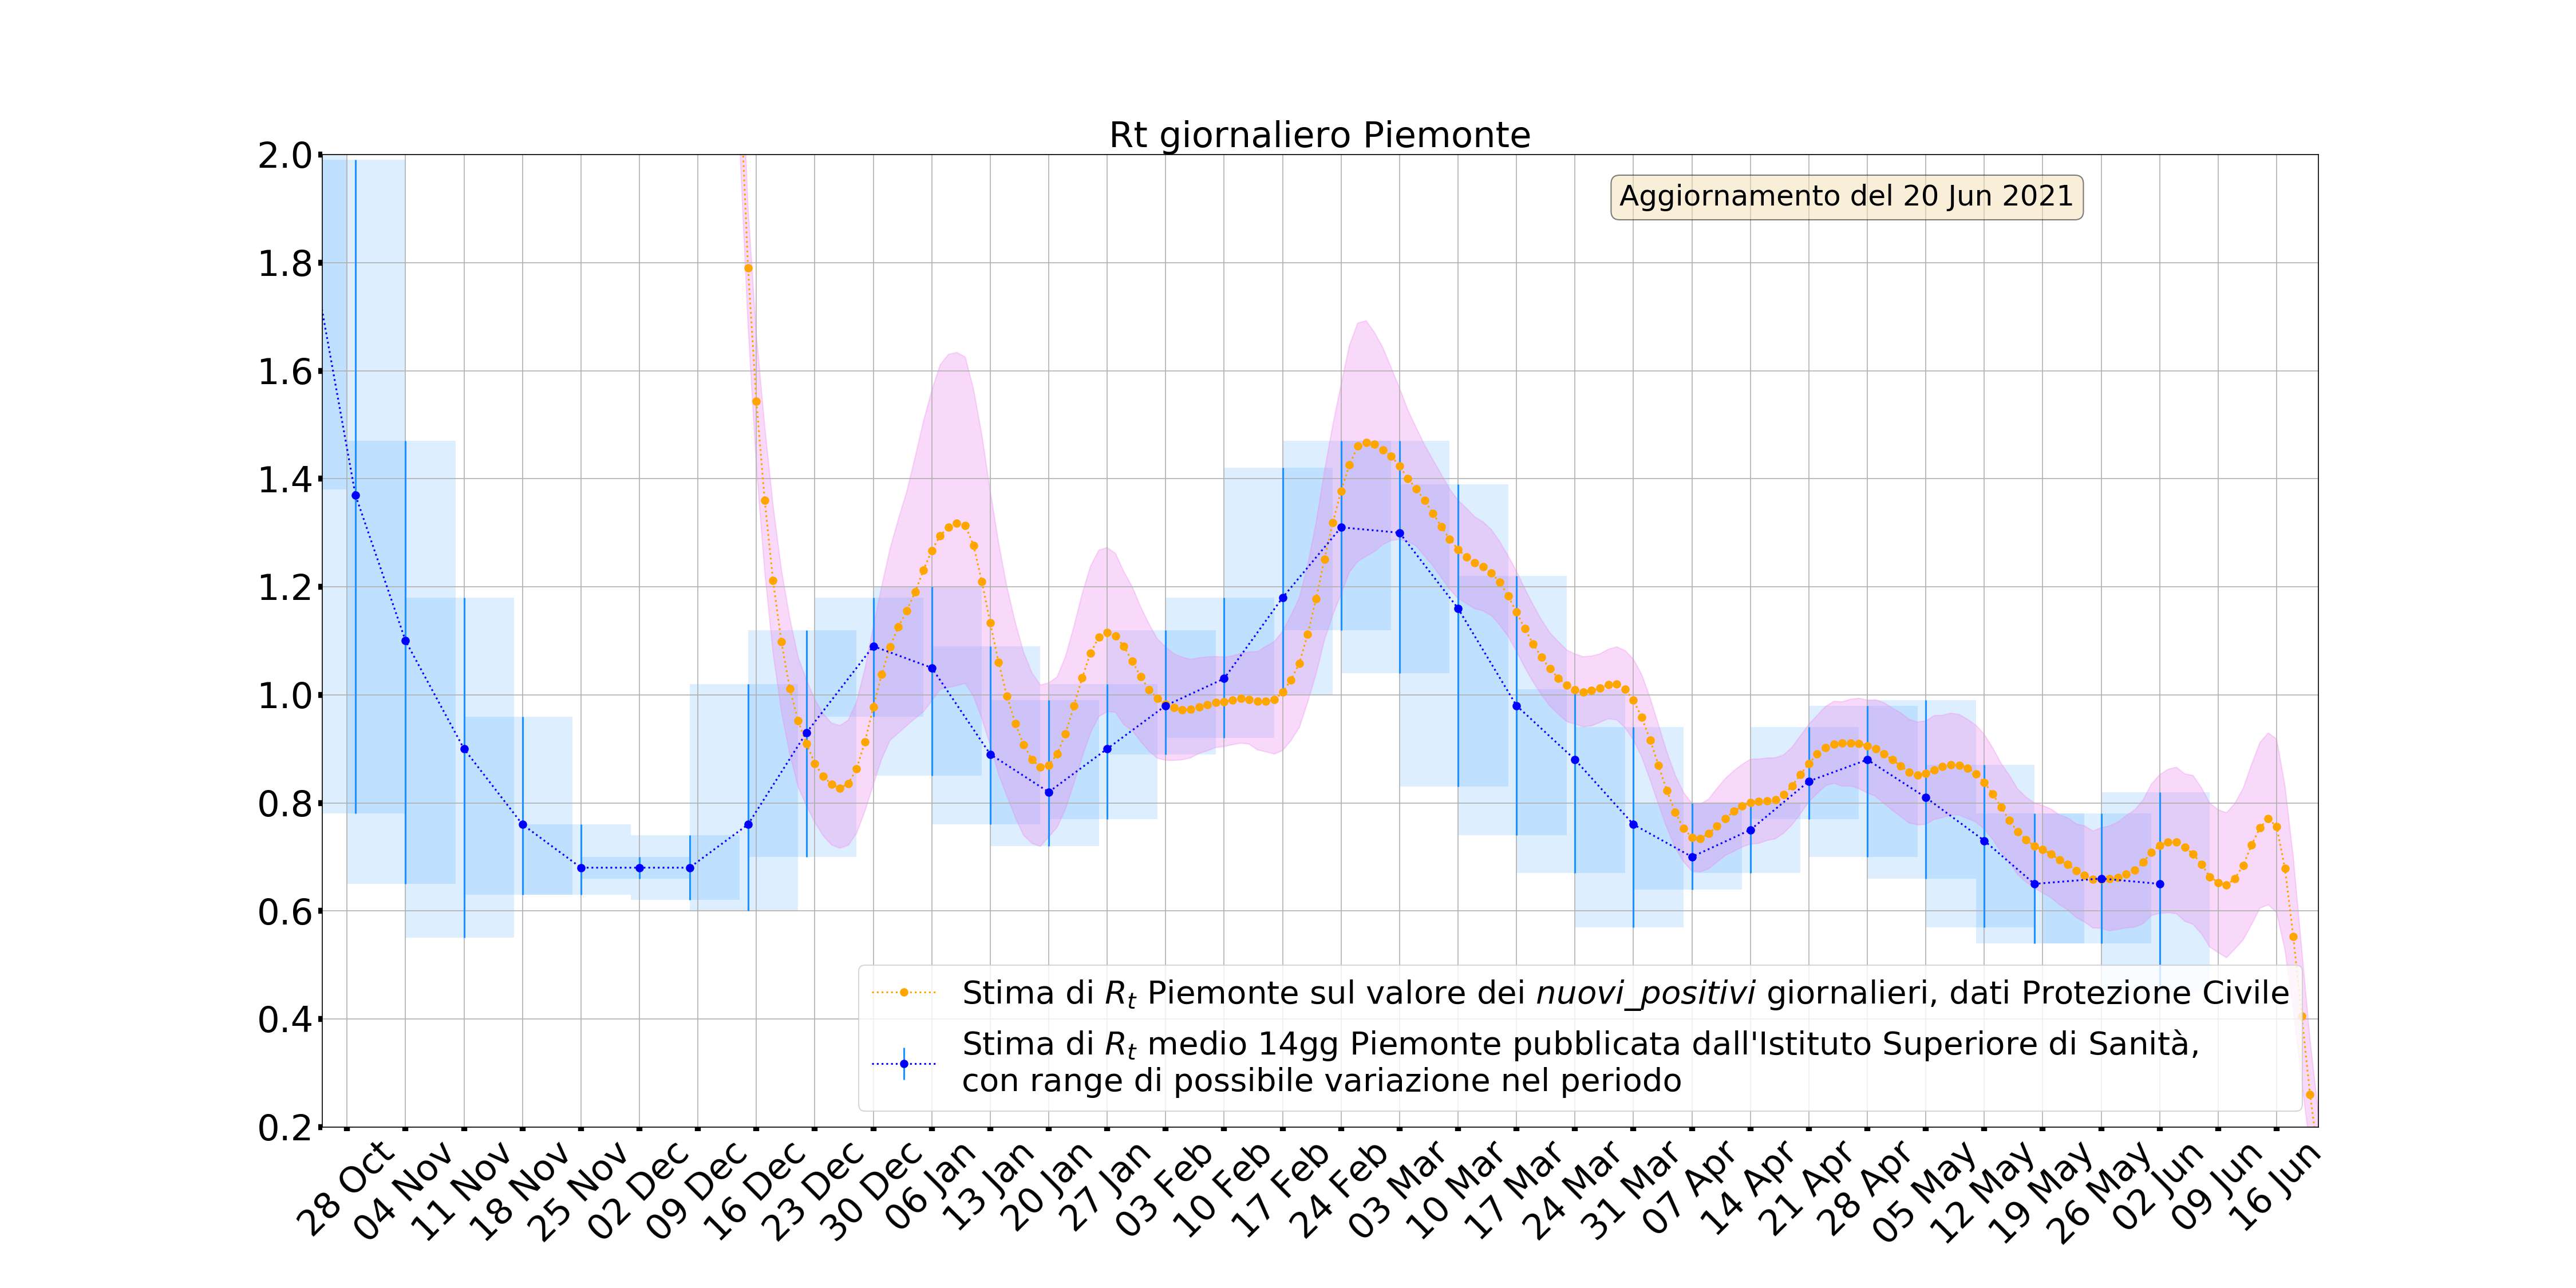 Rt giornaliero Piemonte
Aggiornamento del 20 Jun 2021
2.0
1.8
1.6
1.4
1.2
1.0
0.8
0.6
0.4
0.2
Stima di Rt Piemonte sul valore dei nuovi_positivi giornalieri, dati Protezione Civile
Stima di Rt medio 14gg Piemonte pubblicata dall'Istituto Superiore di Sanità,
con range di possibile variazione nel periodo
28 Oct
04 Nov
11 Nov
18 Nov
25 Nov
02 Dec
09 Dec
16 Dec
23 Dec
30 Dec
06 Jan
13 Jan
20 Jan
27 Jan
03 Feb
10 Feb
17 Feb
24 Feb
03 Mar
10 Mar
17 Mar
24 Mar
31 Mar
07 Apr
14 Apr
21 Apr
28 Apr
05 May
12 May
19 May
26 May
02 Jun
09 Jun
16 Jun